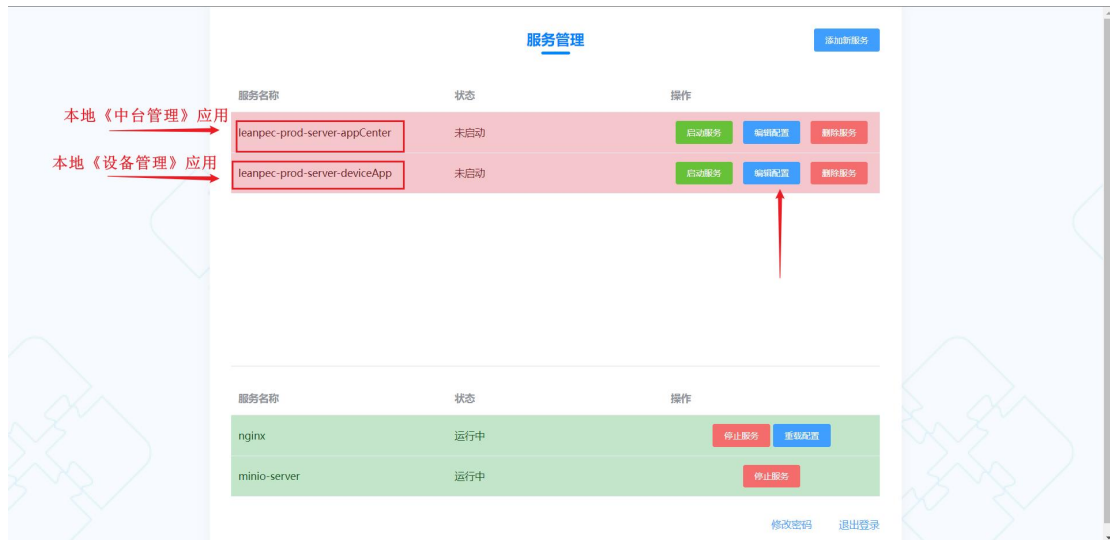 服务管理
添加新服务
服务名称 状态 操作
本地《中台管理》应用
leanpec-prod-server-appCenter 未启动 启动服务 编辑配置 删除服务
本地《设备管理》应用
leanpec-prod-server-deviceApp 未启动 启动服务 编辑配置 删除服务
服务名称 状态 操作
nginx 运行中 停止服务 重载配置
minio-server 运行中 停止服务
修改密码 退出登录